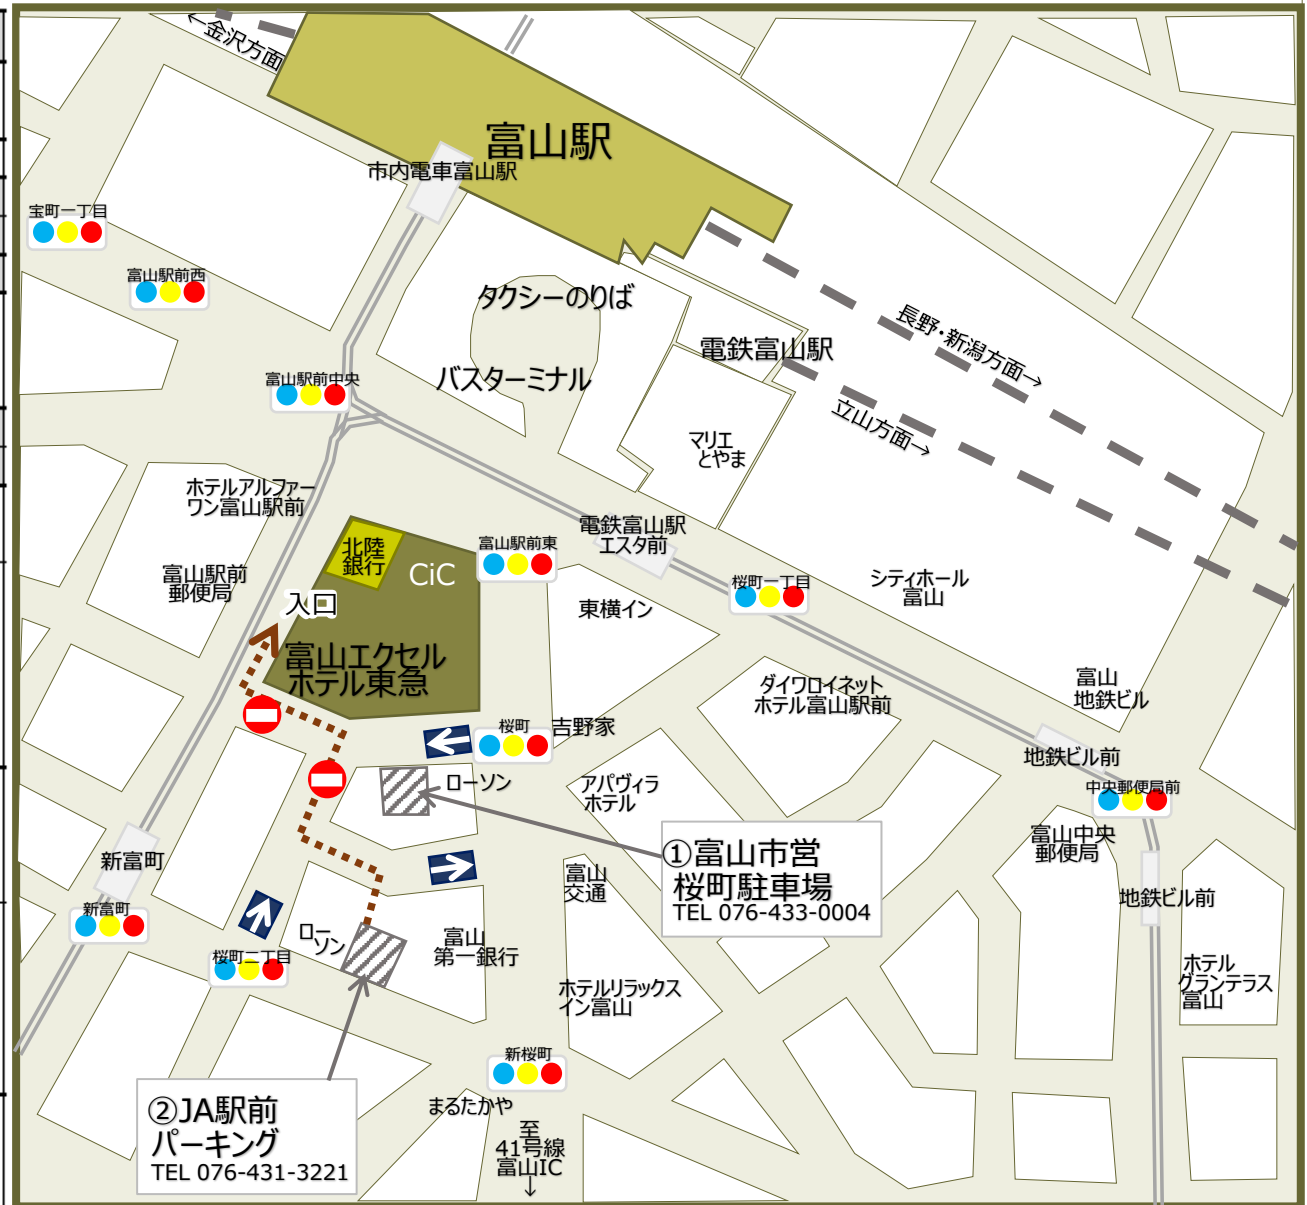 ←金沢方面
富山駅
市内電車富山駅
宝町一丁目
富山駅前西
タクシーのりば
長野・新潟方面→
電鉄富山駅
富山駅前中央
バスターミナル
立山方面→
マリエ
とやま
ホテルアルファー
ワン富山駅前
電鉄富山駅
エスタ前
北陸
銀行
CiC
富山駅前東
富山駅前
郵便局
入口
東横イン
桜町一丁目
シティホール
富山
富山エクセル
ホテル東急
ダイワロイネット
ホテル富山駅前
富山
地鉄ビル
桜町
吉野家
地鉄ビル前
ローソン
アパヴィラ
ホテル
中央郵便局前
富山中央
郵便局
①富山市営
桜町駐車場
TEL 076-433-0004
新富町
富山
交通
地鉄ビル前
新富町
ロー
ソン
富山
第一銀行
桜町二丁目
ホテル
グランテラス
富山
ホテルリラックス
イン富山
新桜町
まるたかや
②JA駅前
パーキング
TEL 076-431-3221
至
41号線
富山IC
↓